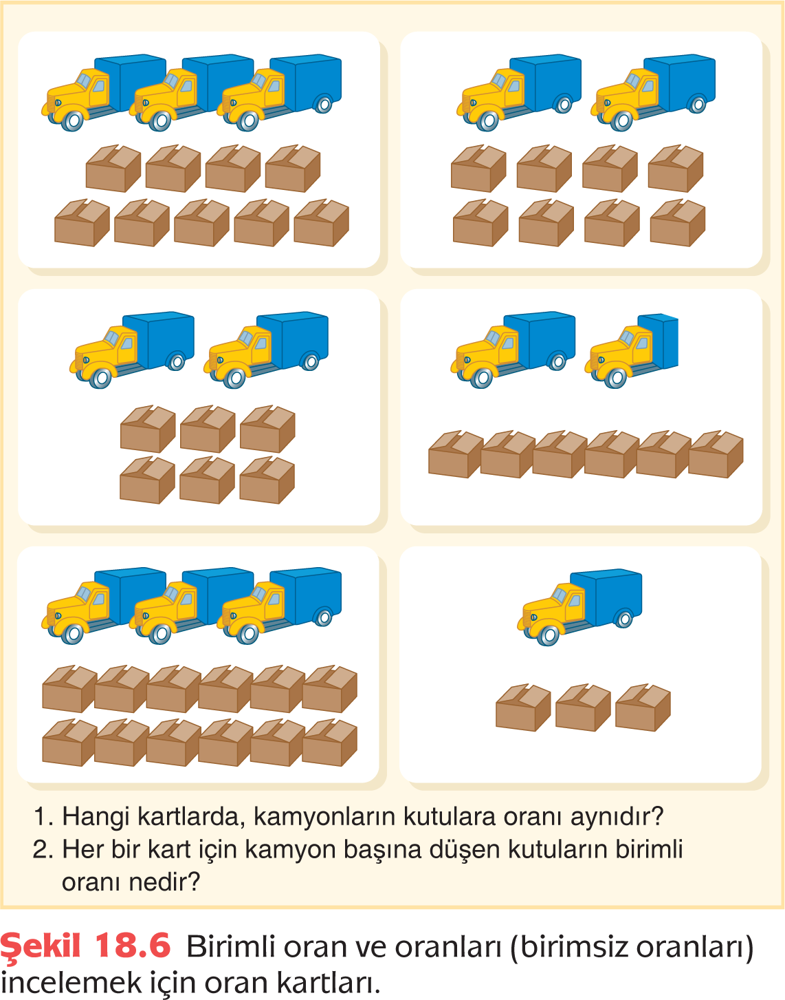 1. Hangi kartlarda, kamyonların kutulara oranı aynıdır?
2. Her bir kart için kamyon başına düşen kutuların birimli
oranı nedir?
Şekil 18.6 Birimli oran ve oranları (birimsiz oranları)
incelemek için oran kartları.